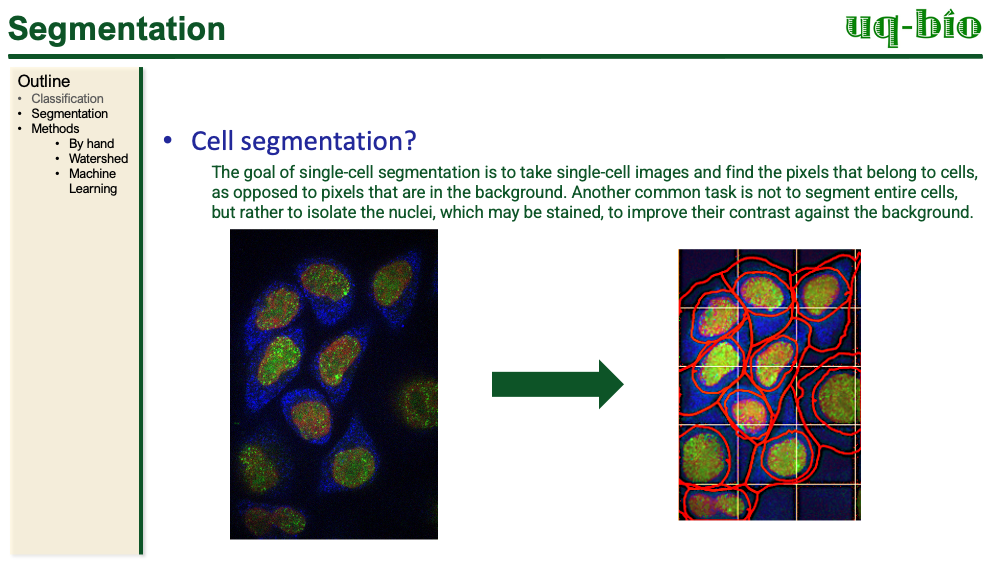 Segmentation
uq-bio
Outline
• Classification
• Segmentation
• Methods
• By hand
• Watershed
• Machine
Learning
• Cell segmentation?
The goal of single-cell segmentation is to take single-cell images and find the pixels that belong to cells,
as opposed to pixels that are in the background. Another common task is not to segment entire cells,
but rather to isolate the nuclei, which may be stained, to improve their contrast against the background.